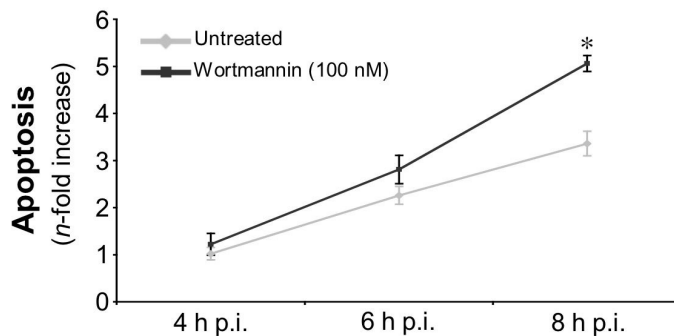 Apoptosis
(n-fold increase)
6
5
4
3
2
1
0
Untreated
Wortmannin (100 nM)
*
4 h p.i.
6 h p.i.
8 h p.i.